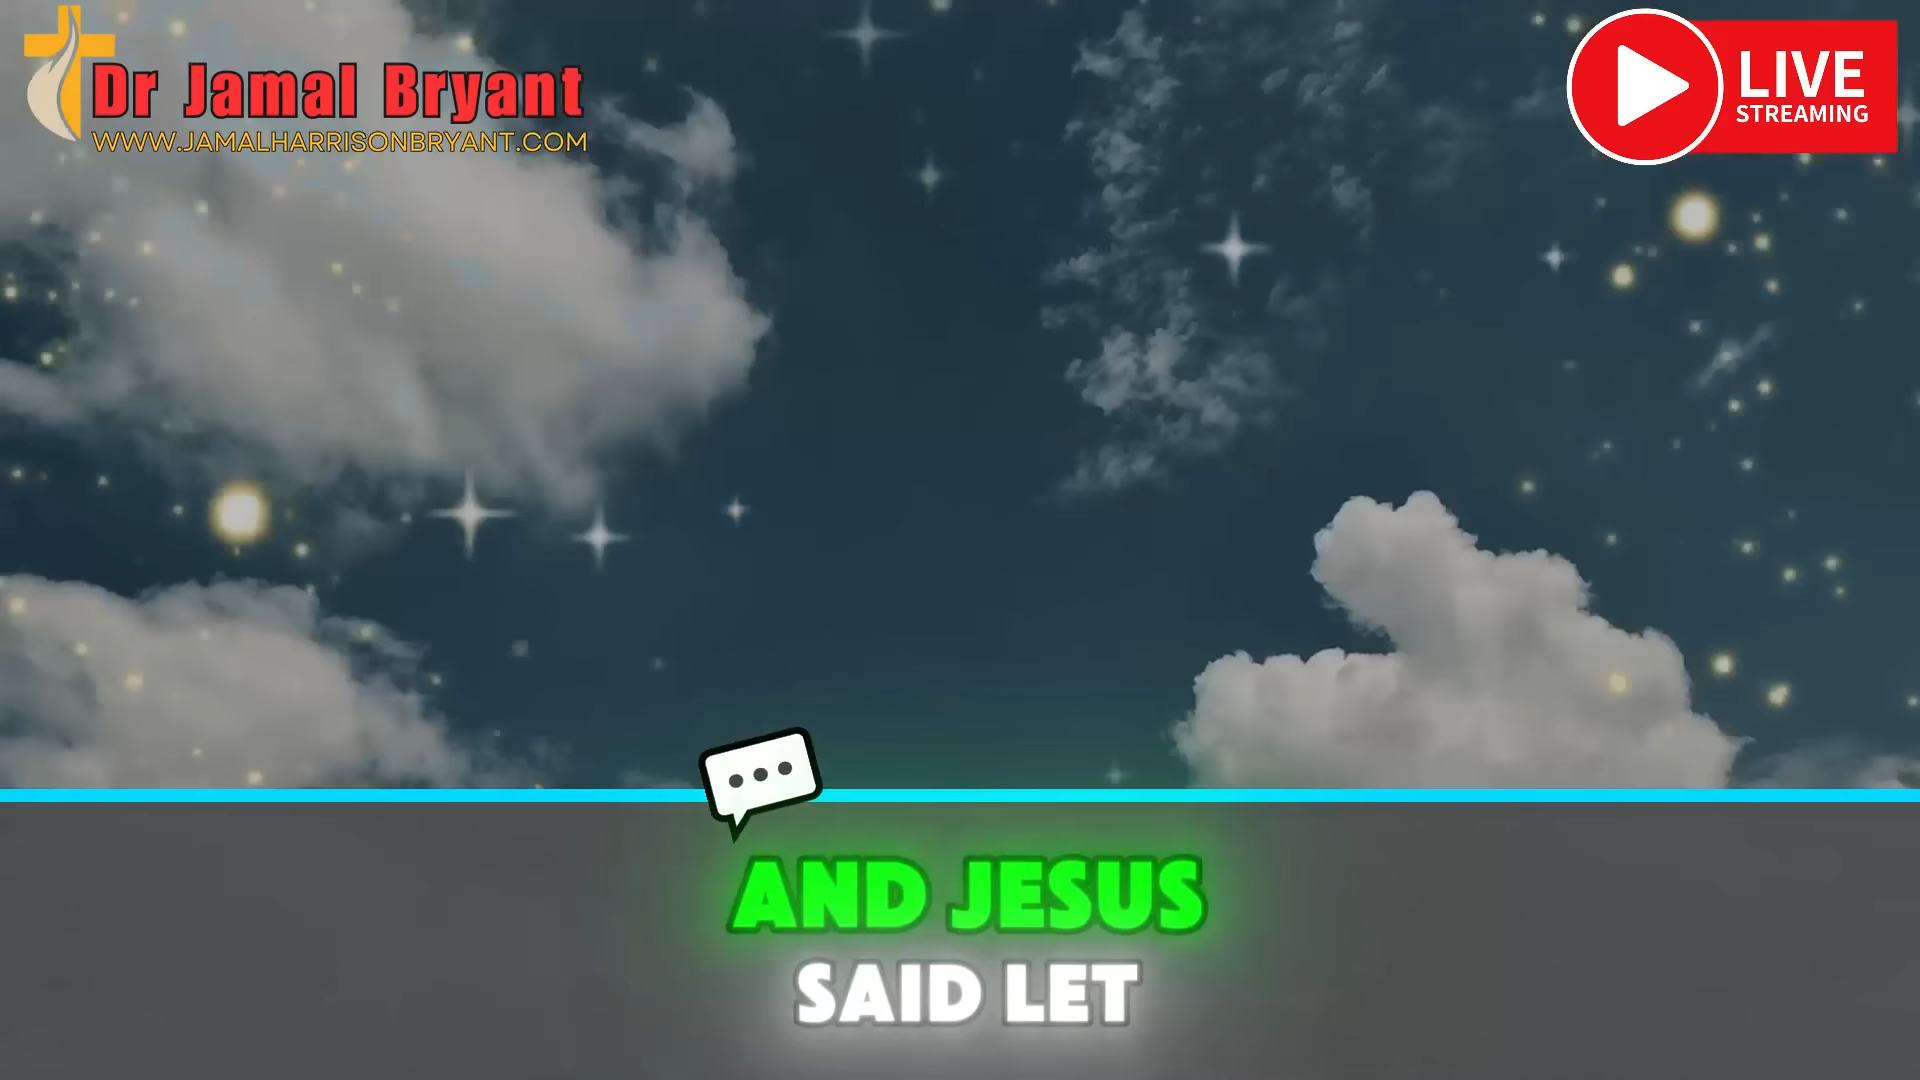 Dr Jamal Bryant
WWW.JAMALHARRISONBRYANT.COM
LIVE
STREAMING
AND JESUS
SAID LET